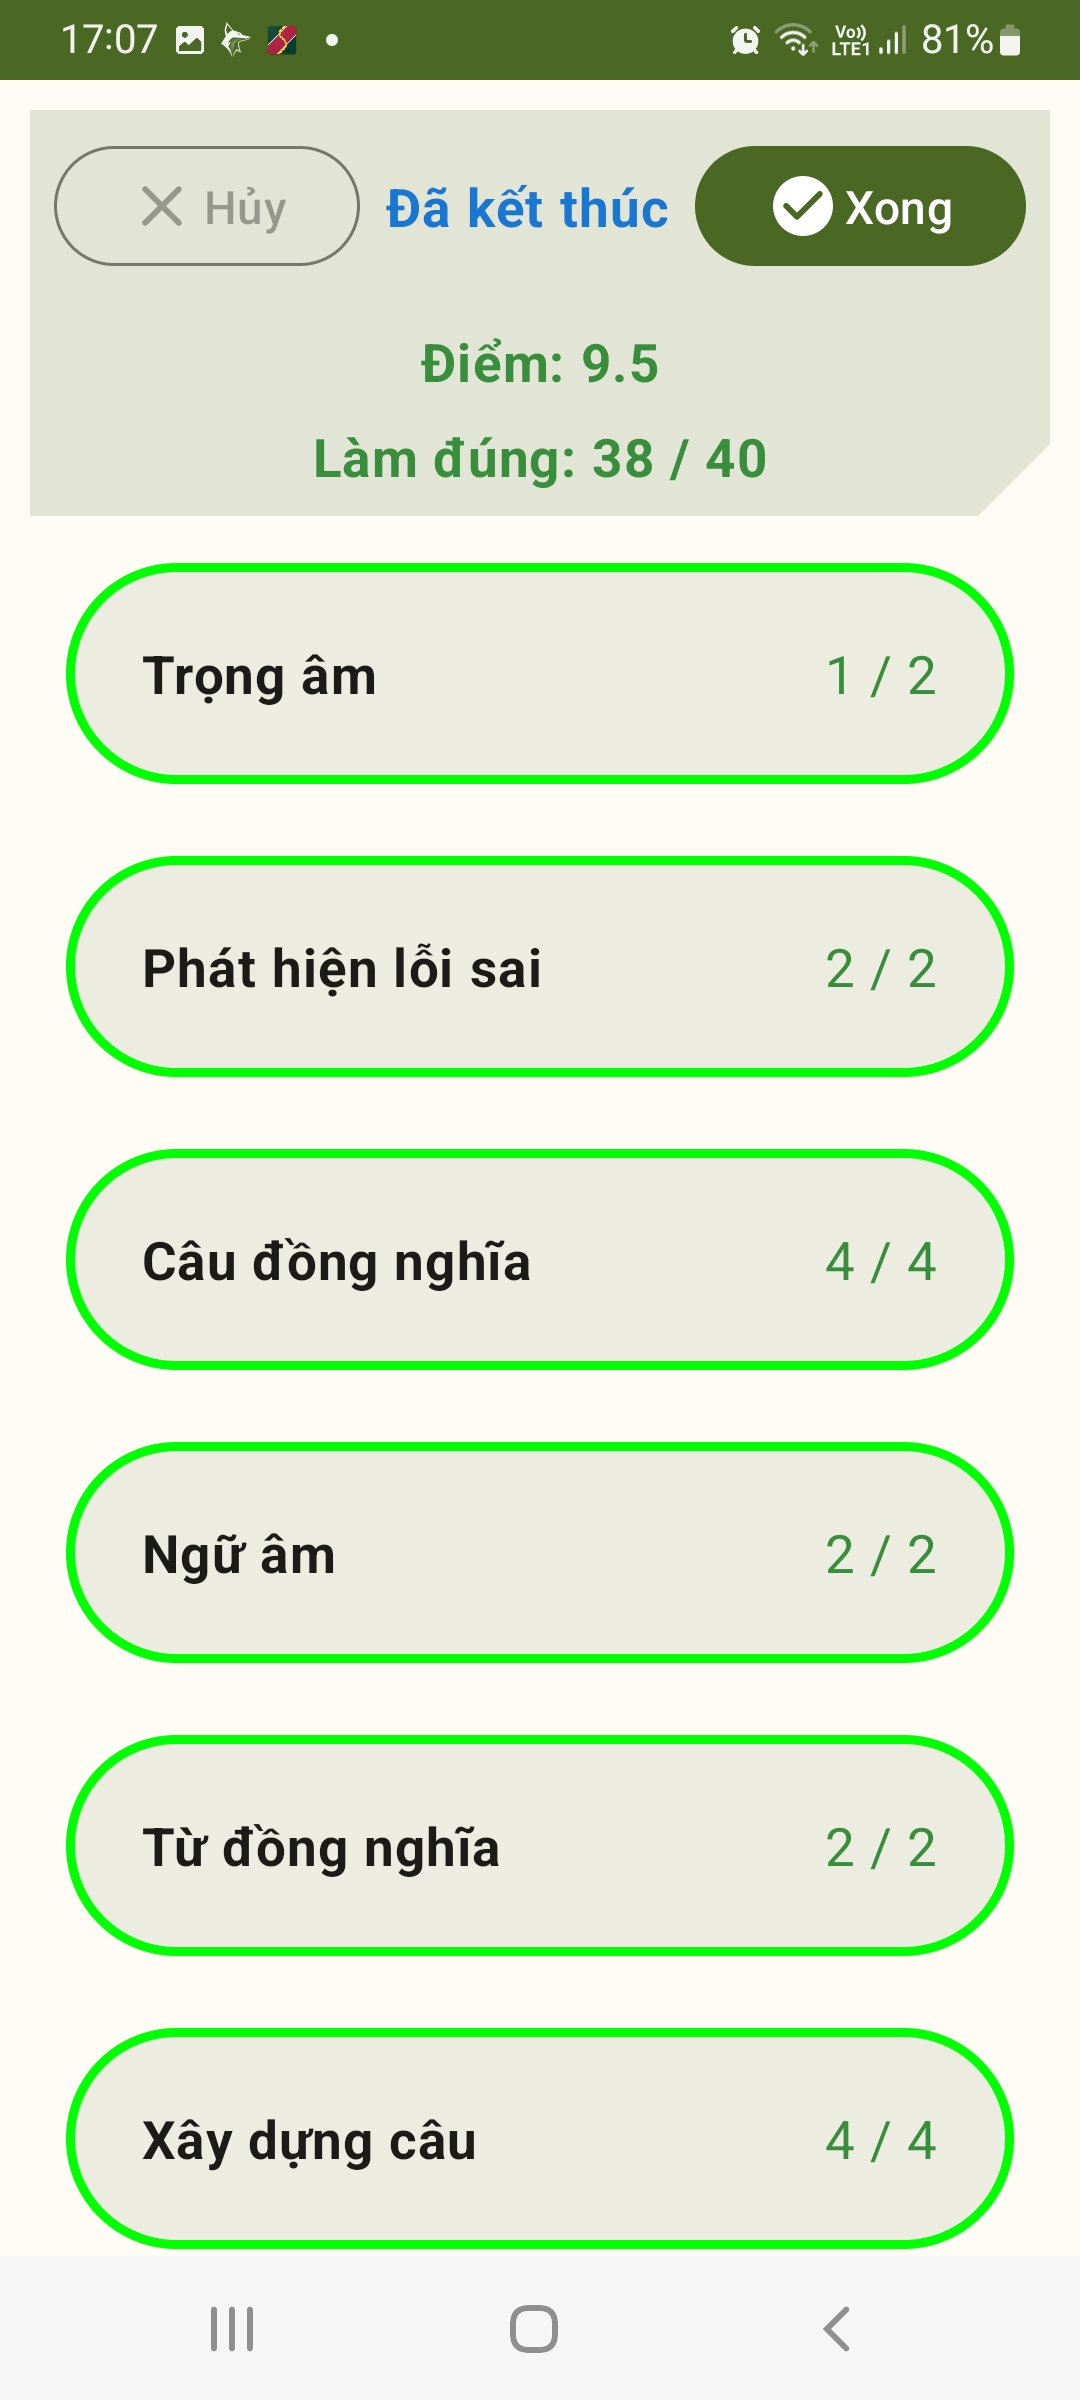 17:07
Vo)) LTE1 81%
Hủy
Đã kết thúc
Xong
Điểm: 9.5
Làm đúng: 38 / 40
Trọng âm 1 / 2
Phát hiện lỗi sai 2 / 2
Câu đồng nghĩa 4 / 4
Ngữ âm 2 / 2
Từ đồng nghĩa 2 / 2
Xây dựng câu 4 / 4